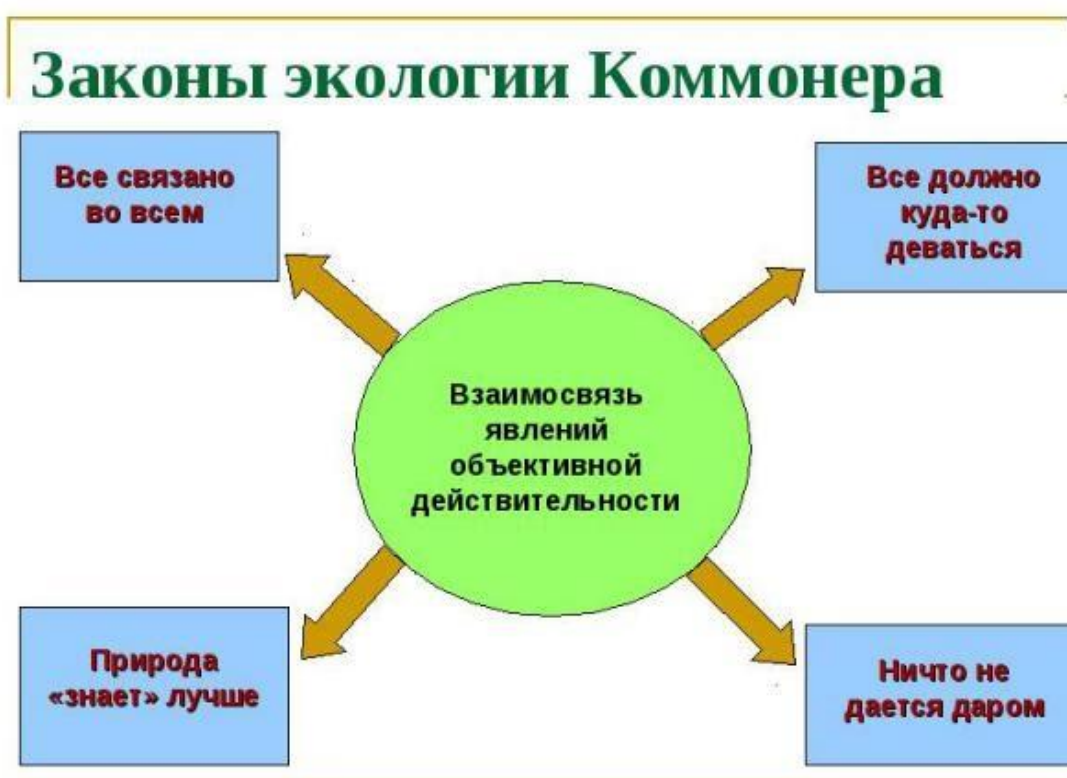 Законы экологии Коммонера
Все связано
во всем
Все должно
куда-то
деваться
Взаимосвязь
явлений
объективной
действительности
Природа
«знает» лучше
Ничто не
дается даром